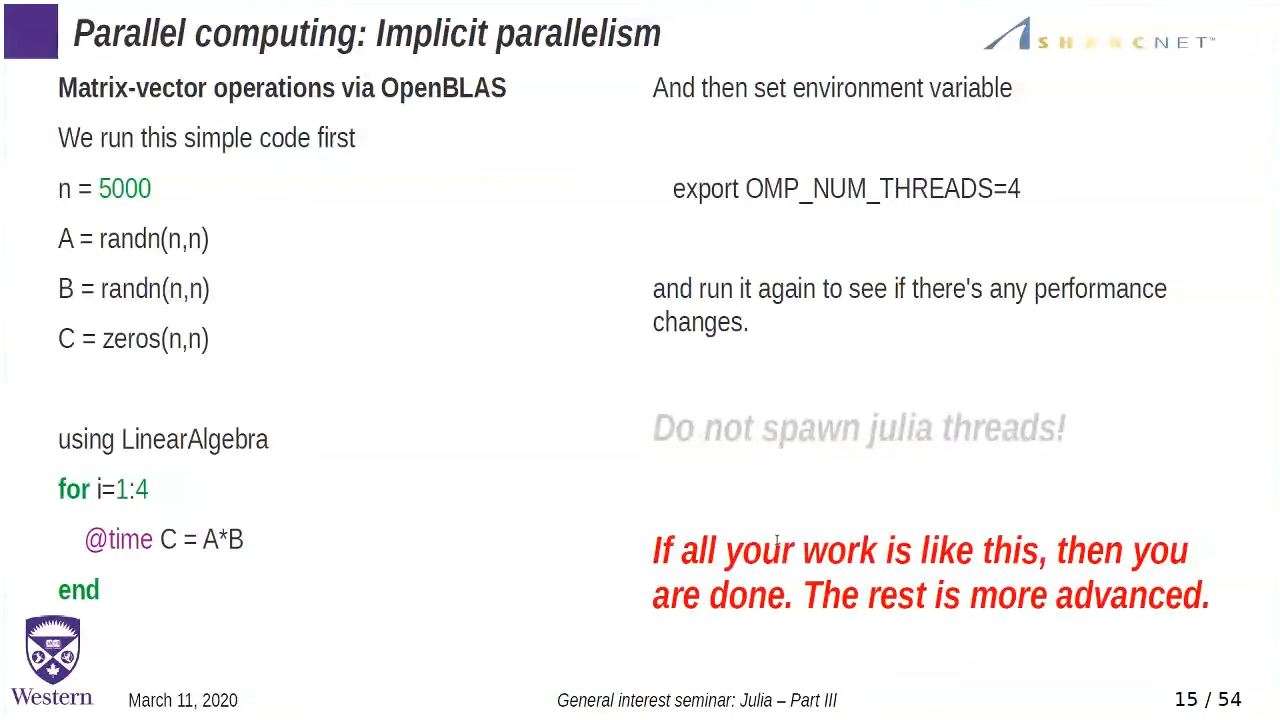 Parallel computing: Implicit parallelism
SHARCNET™
Matrix-vector operations via OpenBLAS
We run this simple code first
n = 5000
A = randn(n,n)
B = randn(n,n)
C = zeros(n,n)
using LinearAlgebra
for i=1:4
@time C = A*B
end
And then set environment variable
export OMP_NUM_THREADS=4
and run it again to see if there's any performance
changes.
Do not spawn julia threads!
If all your work is like this, then you
are done. The rest is more advanced.
Western
March 11, 2020
General interest seminar: Julia – Part III
15 / 54